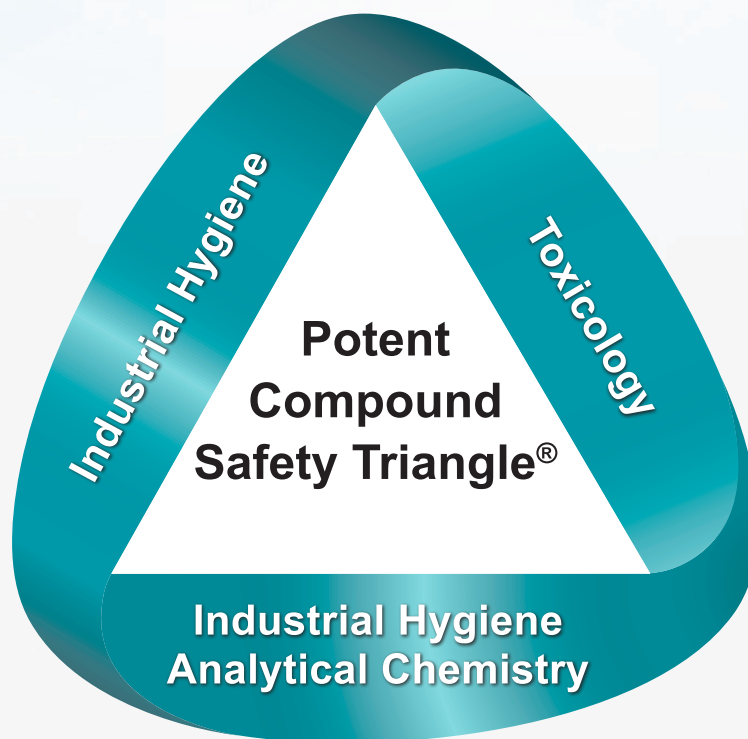 Industrial Hygiene
Toxicology
Potent
Compound
Safety Triangle®
Industrial Hygiene
Analytical Chemistry